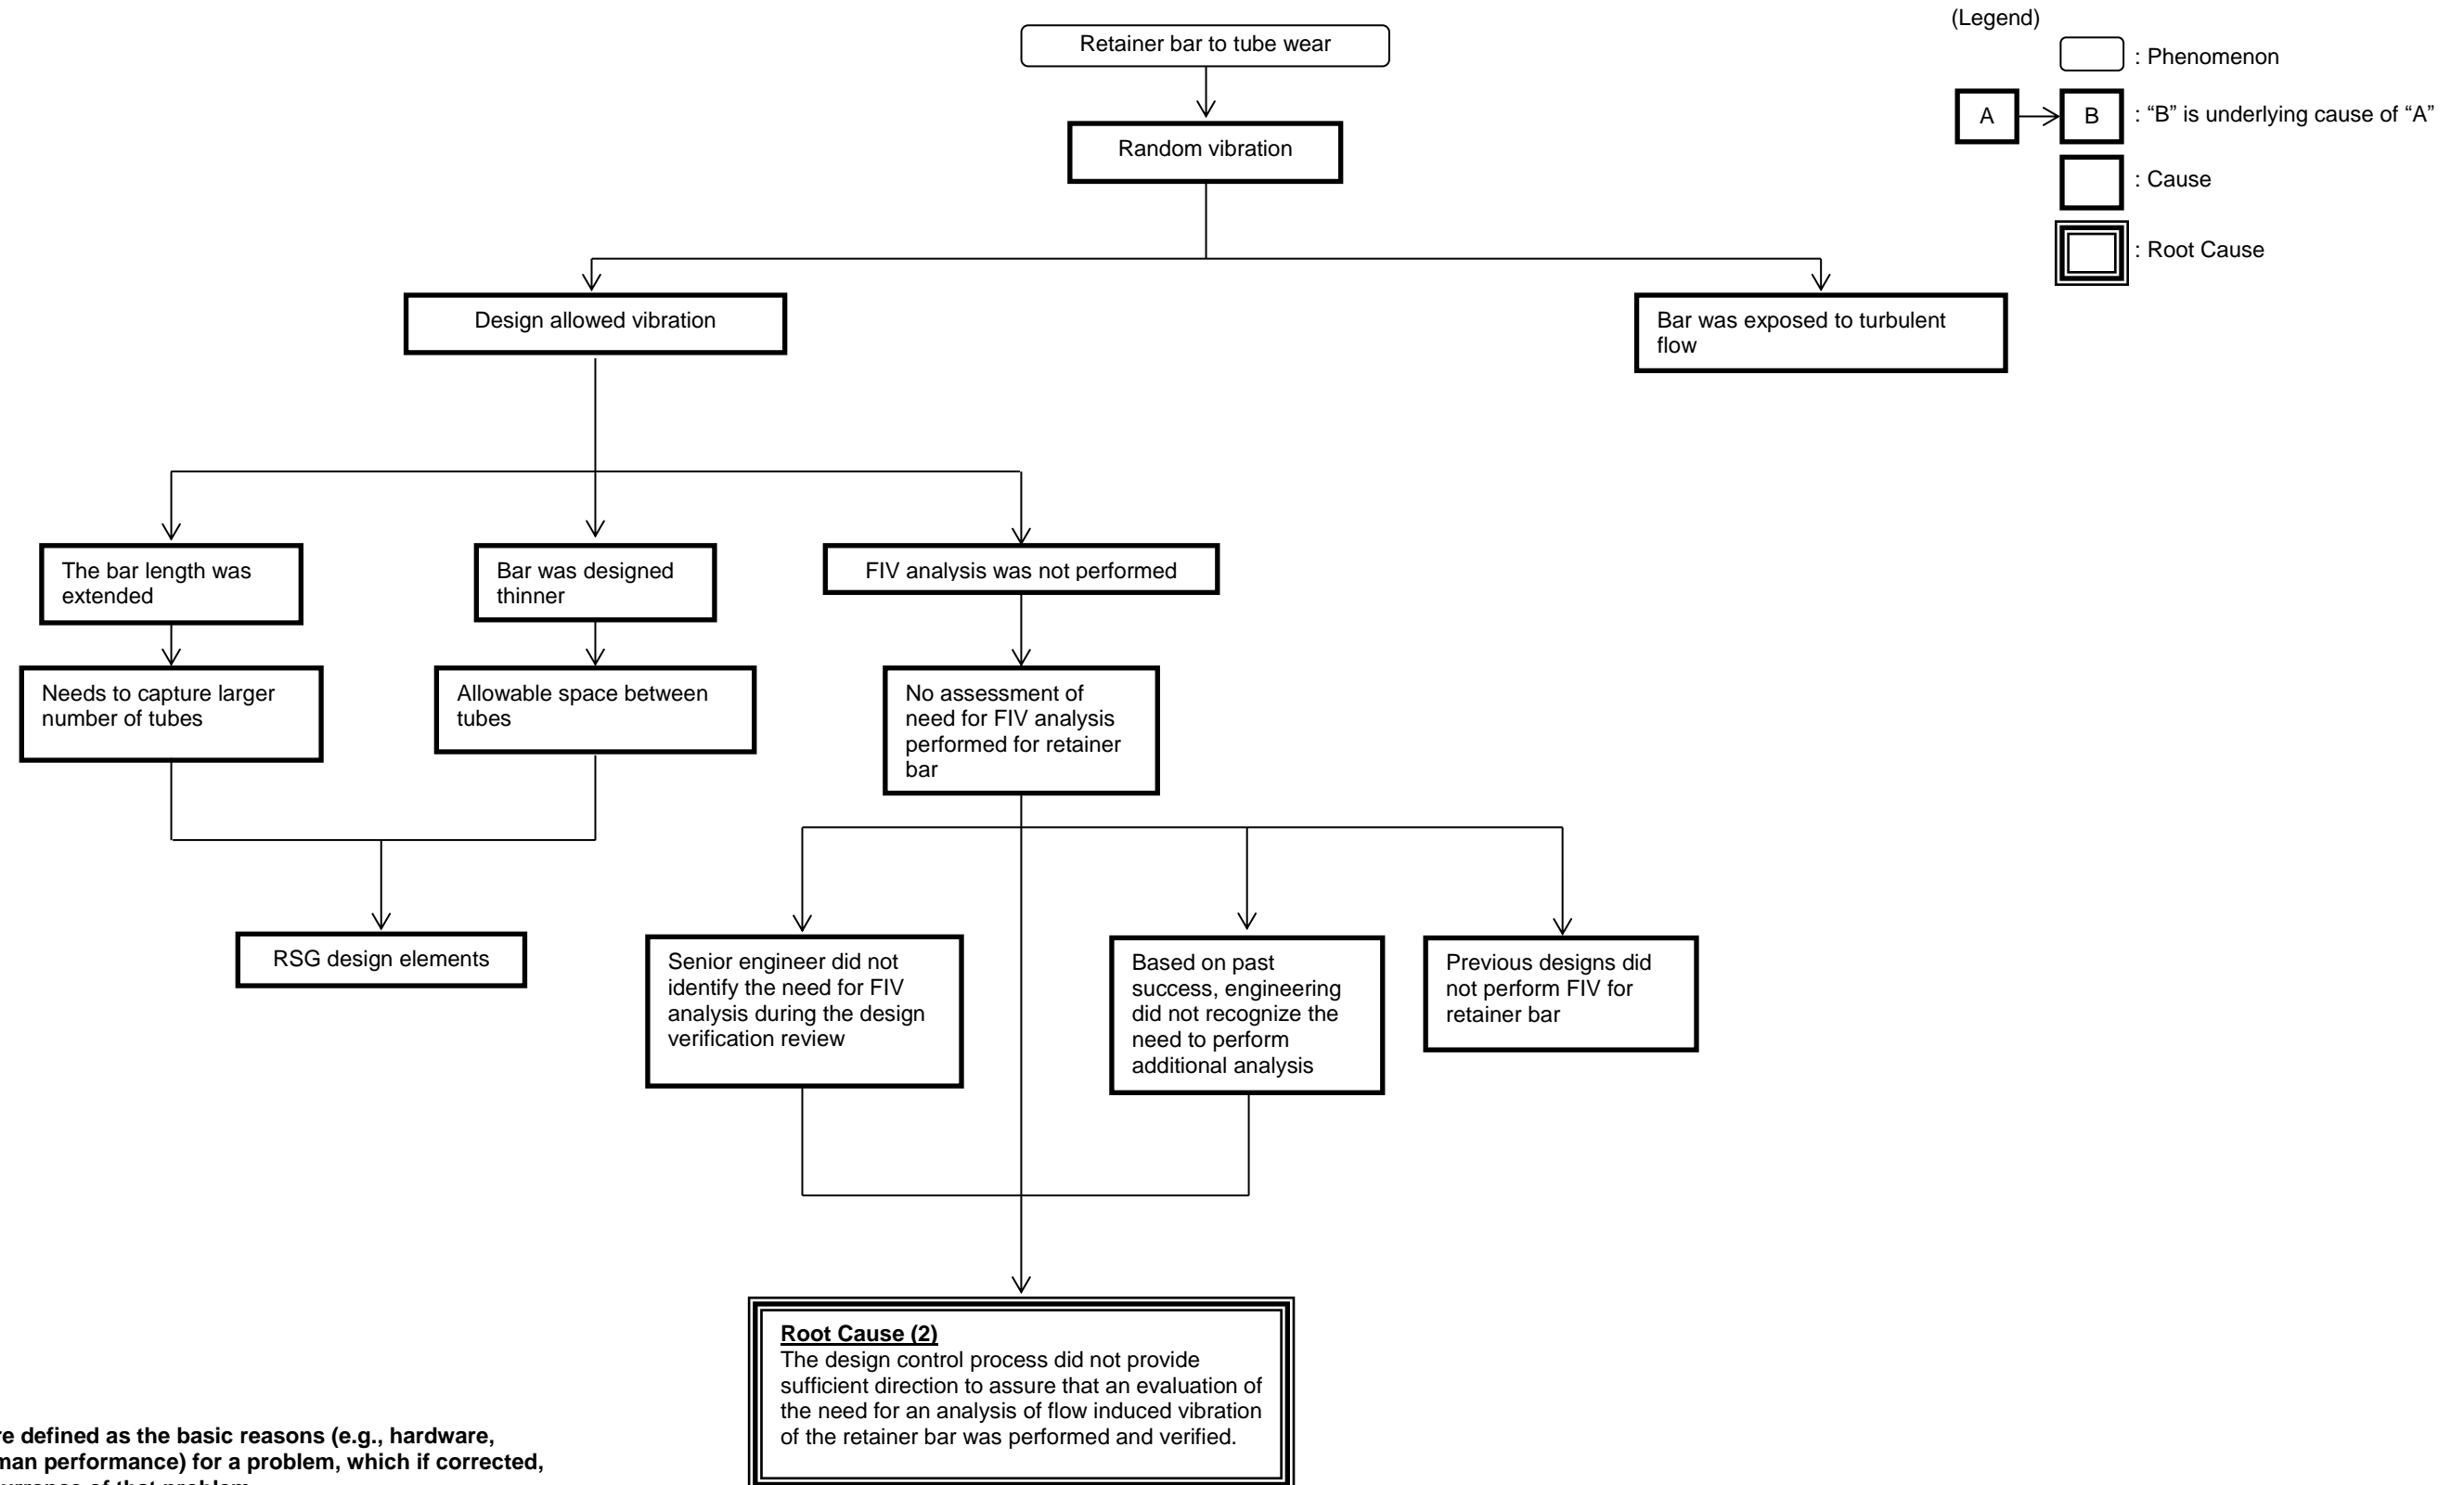 (Legend)
Retainer bar to tube wear
: Phenomenon
A
B
: “B” is underlying cause of “A”
Random vibration
: Cause
: Root Cause
Design allowed vibration
Bar was exposed to turbulent
flow
The bar length was
extended
Bar was designed
thinner
FIV analysis was not performed
Needs to capture larger
number of tubes
Allowable space between
tubes
No assessment of
need for FIV analysis
performed for retainer
bar
RSG design elements
Senior engineer did not
identify the need for FIV
analysis during the design
verification review
Based on past
success, engineering
did not recognize the
need to perform
additional analysis
Previous designs did
not perform FIV for
retainer bar
Root Cause (2)
The design control process did not provide
sufficient direction to assure that an evaluation of
the need for an analysis of flow induced vibration
of the retainer bar was performed and verified.
defined as the basic reasons (e.g., hardware,
performance) for a problem, which if corrected,
of that problem